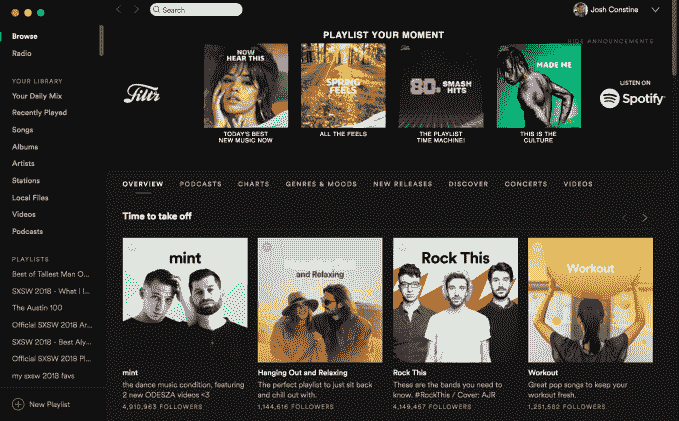 Search
Josh Constine
Browse
Radio
YOUR LIBRARY
Your Daily Mix
Recently Played
Songs
Albums
Artists
Stations
Local Files
Videos
Podcasts
PLAYLISTS
Best of Tallest Man O...
SXSW 2018 - What I l...
The Austin 100
Official SXSW 2018 Ar...
SXSW 2018 - Best Aly...
Official SXSW 2018 Pl...
my sxsw 2018 favs
New Playlist
PLAYLIST YOUR MOMENT
HIDE ANNOUNCEMENTS
Filtr
NOW
HEAR THIS
TODAY'S BEST
NEW MUSIC NOW
SPRING
FEELS
ALL THE FEELS
80s SMASH
HITS
THE PLAYLIST
TIME MACHINE!
MADE ME
THIS IS THE
CULTURE
LISTEN ON
Spotify
OVERVIEW PODCASTS CHARTS GENRES & MOODS NEW RELEASES DISCOVER CONCERTS VIDEOS
Time to take off
mint
mint
the dance music condition, featuring
2 new ODESZA videos <3
4,910,963 FOLLOWERS
and Relaxing
Hanging Out and Relaxing
The perfect playlist to just sit back
and chill out with.
1,144,616 FOLLOWERS
Rock This
Rock This
These are the bands you need to
know. #RockThis / Cover: AJR
4,149,457 FOLLOWERS
Workout
Workout
Great pop songs to keep your
workout fresh.
1,251,582 FOLLOWERS